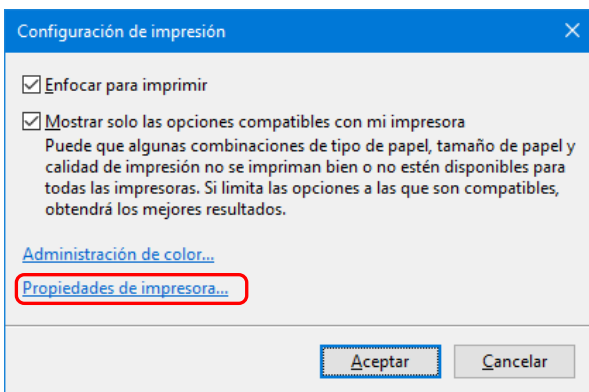 Configuración de impresión
Enfocar para imprimir
Mostrar solo las opciones compatibles con mi impresora
Puede que algunas combinaciones de tipo de papel, tamaño de papel y
calidad de impresión no se impriman bien o no estén disponibles para
todas las impresoras. Si limita las opciones a las que son compatibles,
obtendrá los mejores resultados.
Administración de color...
Propiedades de impresora...
Aceptar
Cancelar